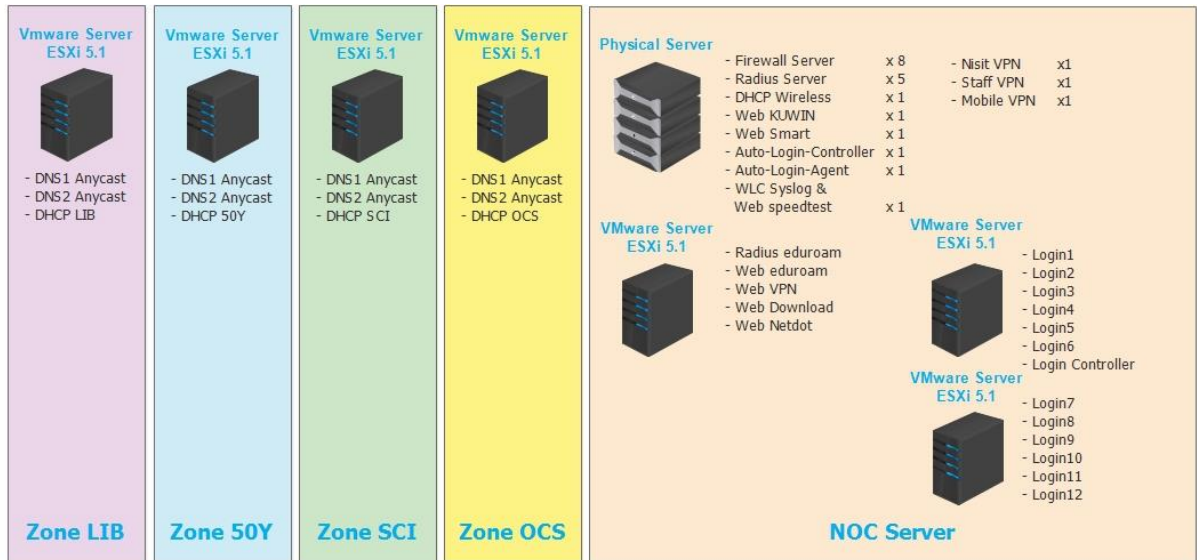 Vmware Server
ESXi 5.1
- DNS1 Anycast
- DNS2 Anycast
- DHCP LIB
Zone LIB
Vmware Server
ESXi 5.1
- DNS1 Anycast
- DNS2 Anycast
- DHCP 50Y
Zone 50Y
Vmware Server
ESXi 5.1
- DNS1 Anycast
- DNS2 Anycast
- DHCP SCI
Zone SCI
Vmware Server
ESXi 5.1
- DNS1 Anycast
- DNS2 Anycast
- DHCP OCS
Zone OCS
Physical Server
- Firewall Server x 8
- Radius Server x 5
- DHCP Wireless x 1
- Web KUWIN x 1
- Web Smart x 1
- Auto-Login-Controller x 1
- Auto-Login-Agent x 1
- WLC Syslog &
Web speedtest x 1
- Nisit VPN x1
- Staff VPN x1
- Mobile VPN x1
VMware Server
ESXi 5.1
- Radius eduroam
- Web eduroam
- Web VPN
- Web Download
- Web Netdot
VMware Server
ESXi 5.1
- Login1
- Login2
- Login3
- Login4
- Login5
- Login6
- Login Controller
VMware Server
ESXi 5.1
- Login7
- Login8
- Login9
- Login10
- Login11
- Login12
NOC Server